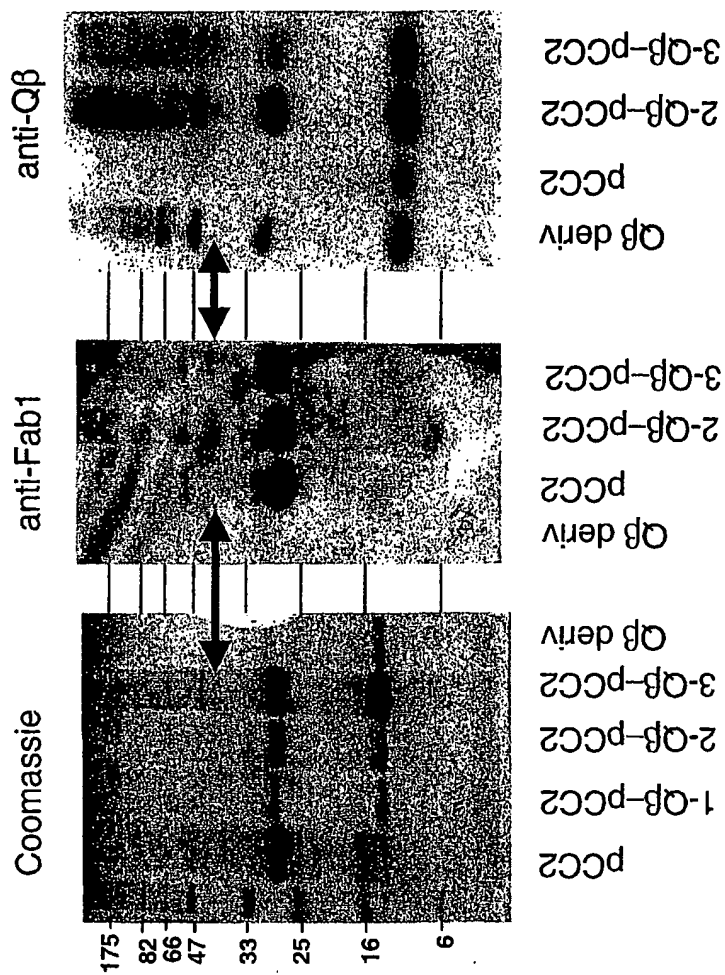 Coomassie
anti-Fab1
anti-Qβ
175
82
66
47
33
25
16
6
pCC2
1-Qβ–pCC2
2-Qβ–pCC2
3-Qβ–pCC2
Qβ deriv
Qβ deriv
pCC2
2-Qβ–pCC2
3-Qβ–pCC2
Qβ deriv
pCC2
2-Qβ–pCC2
3-Qβ–pCC2